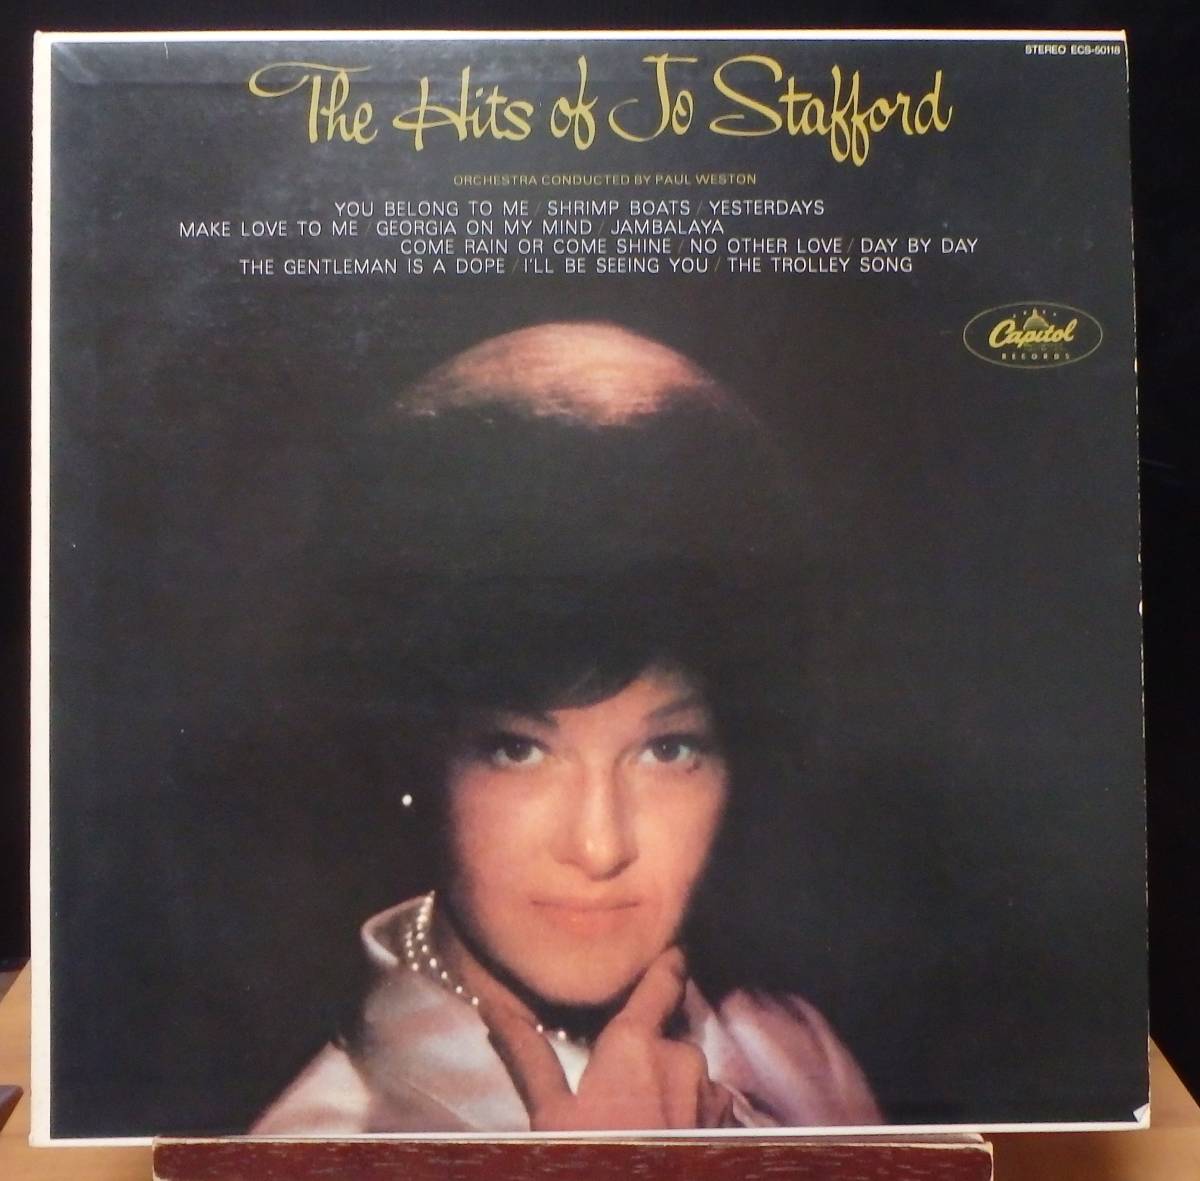 STEREO ECS-50118
The Hits of Jo Stafford
ORCHESTRA CONDUCTED BY PAUL WESTON
YOU BELONG TO ME / SHRIMP BOATS / YESTERDAYS
MAKE LOVE TO ME / GEORGIA ON MY MIND / JAMBALAYA
COME RAIN OR COME SHINE / NO OTHER LOVE / DAY BY DAY
THE GENTLEMAN IS A DOPE / I'LL BE SEEING YOU / THE TROLLEY SONG
Capitol
RECORDS